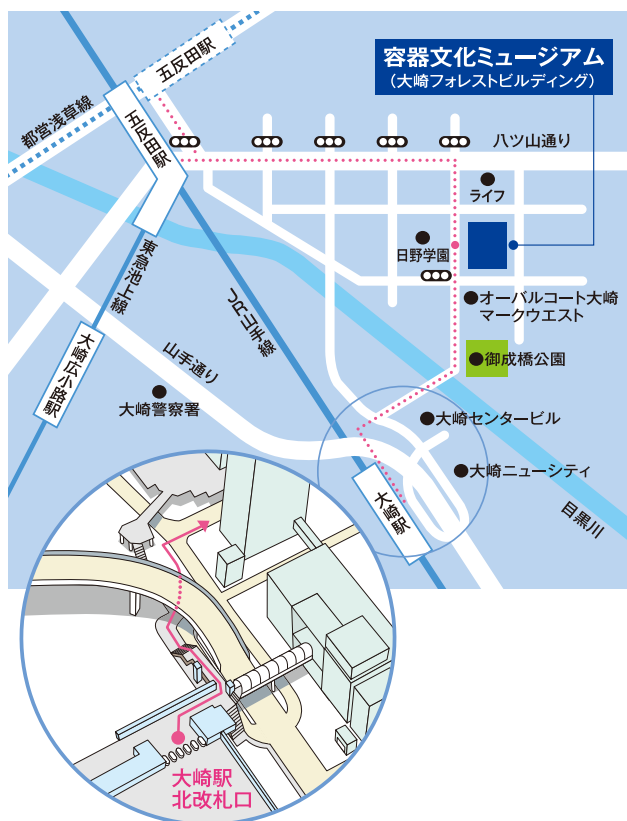 五反田駅
容器文化ミュージアム
(大崎フォレストビルディング)
都営浅草線
五反田駅
八ツ山通り
ライフ
日野学園
東急池上線
JR山手線
オーバルコート大崎
マークウエスト
大崎広小路駅
山手通り
御成橋公園
大崎警察署
大崎センタービル
大崎ニューシティ
大崎駅
目黒川
大崎駅
北改札口